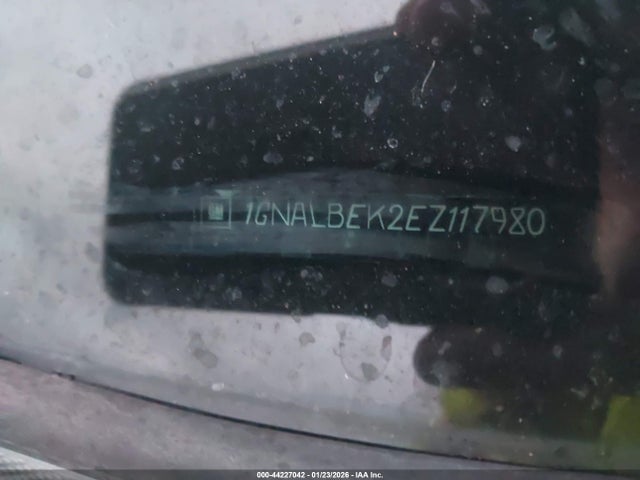 1GNALBEK2EZ117980
000-44227042 - 01/23/2026 - IAA Inc.